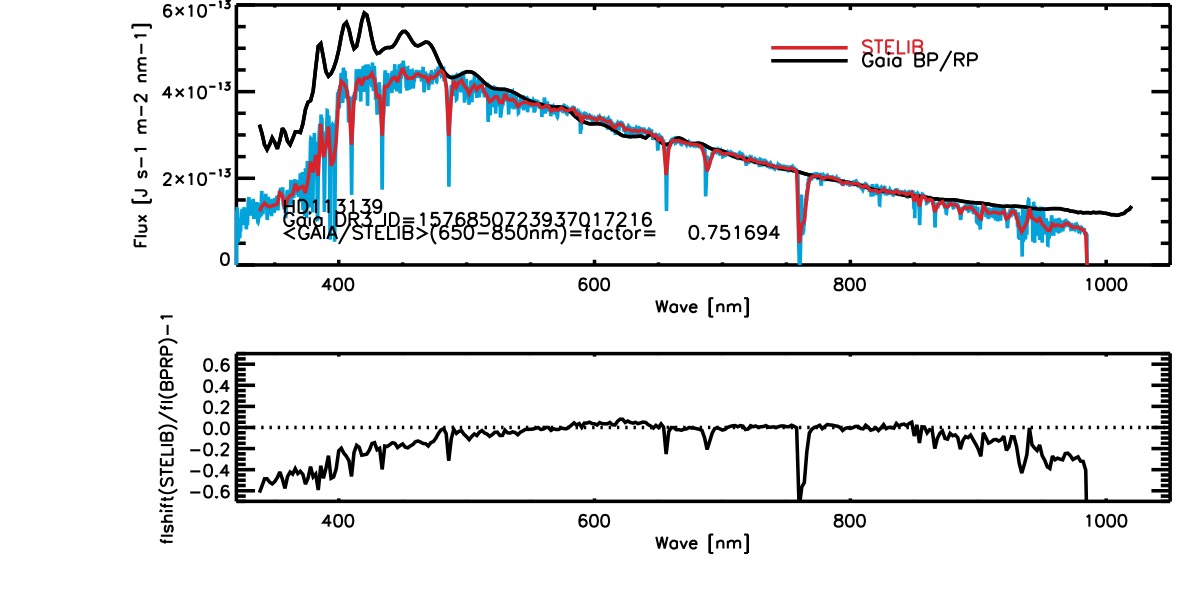 6×10−13
4×10−13
2×10−13
0
Flux [J s−1 m−2 nm−1]
STELIB
Gaia BP/RP
HD113139
Gaia DR3 ID=1576850723937017216
<GAIA/STELIB>(650−850nm)=factor= 0.751694
400 600 800 1000
Wave [nm]
flshift(STELIB)/fl(BPRP)−1
0.6
0.4
0.2
0.0
−0.2
−0.4
−0.6
400 600 800 1000
Wave [nm]